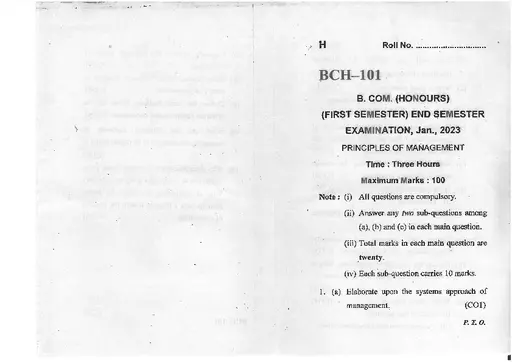 H Roll No. ..............................
BCH–101
B. COM. (HONOURS)
(FIRST SEMESTER) END SEMESTER
EXAMINATION, Jan., 2023
PRINCIPLES OF MANAGEMENT
Time : Three Hours
Maximum Marks : 100
Note : (i) All questions are compulsory.
(ii) Answer any two sub-questions among
(a), (b) and (c) in each main question.
(iii) Total marks in each main question are
twenty.
(iv) Each sub-question carries 10 marks.
1. (a) Elaborate upon the systems approach of
management. (CO1)
P. T. O.